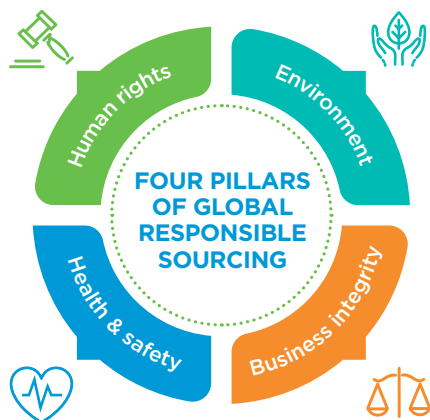 Human rights
Environment
FOUR PILLARS
OF GLOBAL
RESPONSIBLE
SOURCING
Health & safety
Business integrity